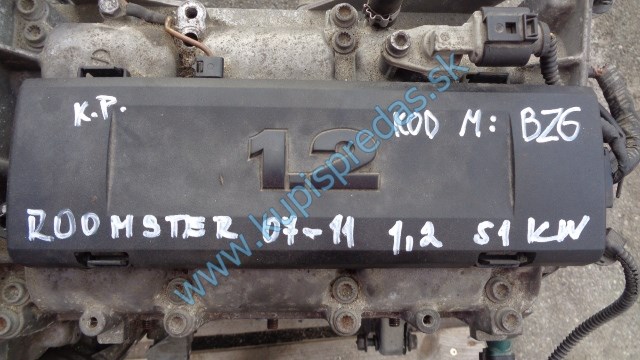 K.P. KOD M: BZG
1.2
ROOMSTER 07-11 1,2 51 KW
www.kupispredas.sk